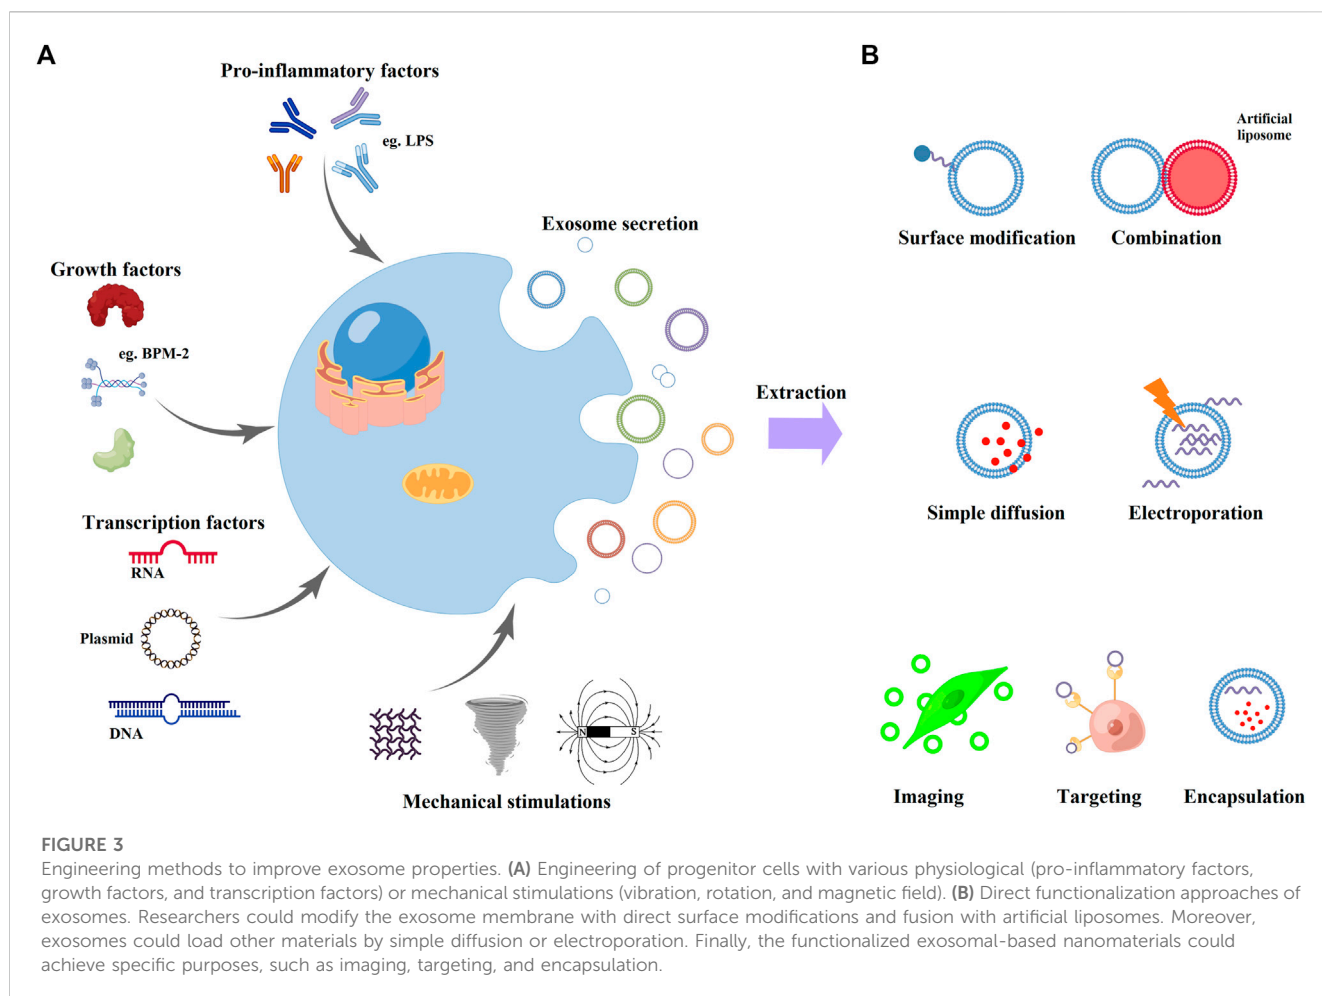 A
Pro-inflammatory factors
eg. LPS
Growth factors
eg. BPM-2
Transcription factors
RNA
Plasmid
DNA
Exosome secretion
N
S
Mechanical stimulations
Extraction
B
Artificial
liposome
Surface modification
Combination
Simple diffusion
Electroporation
Imaging
Targeting
Encapsulation
FIGURE 3
Engineering methods to improve exosome properties. (A) Engineering of progenitor cells with various physiological (pro-inflammatory factors,
growth factors, and transcription factors) or mechanical stimulations (vibration, rotation, and magnetic field). (B) Direct functionalization approaches of
exosomes. Researchers could modify the exosome membrane with direct surface modifications and fusion with artificial liposomes. Moreover,
exosomes could load other materials by simple diffusion or electroporation. Finally, the functionalized exosomal-based nanomaterials could
achieve specific purposes, such as imaging, targeting, and encapsulation.